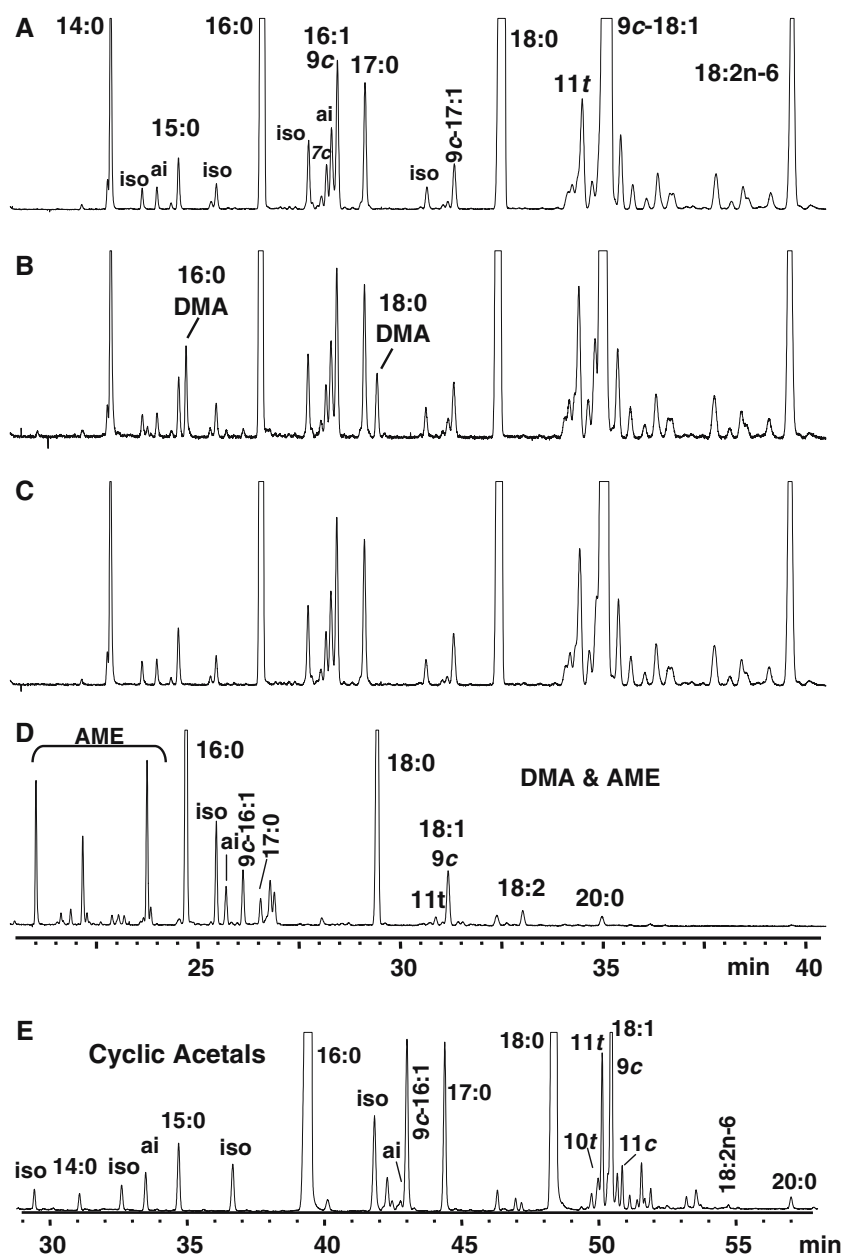 A
14:0
iso
ai
15:0
iso
16:0
iso
7c
ai
16:1
9c
17:0
iso
9c-17:1
18:0
11t
9c-18:1
18:2n-6
B
16:0
DMA
18:0
DMA
C
D
AME
16:0
iso
ai
9c-16:1
17:0
18:0
DMA & AME
18:1
9c
11t
18:2
20:0
25
30
35
min
40
E
Cyclic Acetals
iso
14:0
iso
ai
15:0
iso
16:0
iso
ai
9c-16:1
17:0
18:0
10t
11t
18:1
9c
11c
18:2n-6
20:0
30
35
40
45
50
55
min